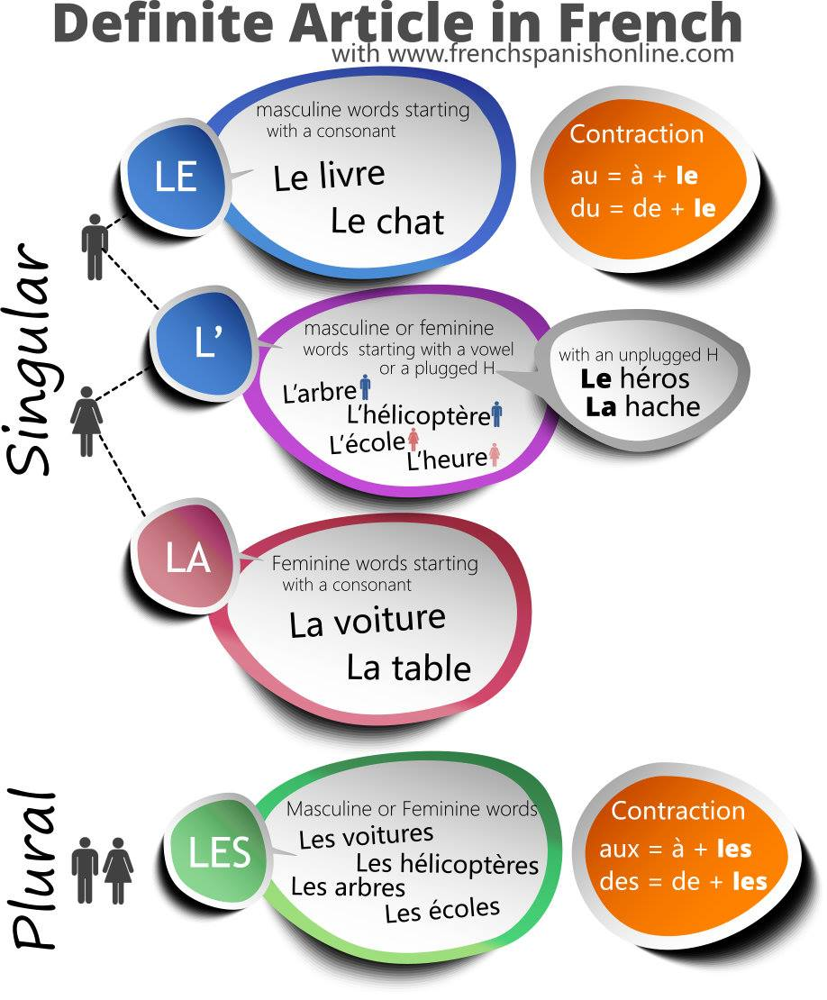 Definite Article in French
with www.frenchspanishonline.com
Singular
LE
masculine words starting
with a consonant
Le livre
Le chat
Contraction
au = à + le
du = de + le
L’
masculine or feminine
words starting with a vowel
or a plugged H
L’arbre
L’hélicoptère
L’école
L’heure
with an unplugged H
Le héros
La hache
LA
Feminine words starting
with a consonant
La voiture
La table
Plural
LES
Masculine or Feminine words
Les voitures
Les hélicoptères
Les arbres
Les écoles
Contraction
aux = à + les
des = de + les